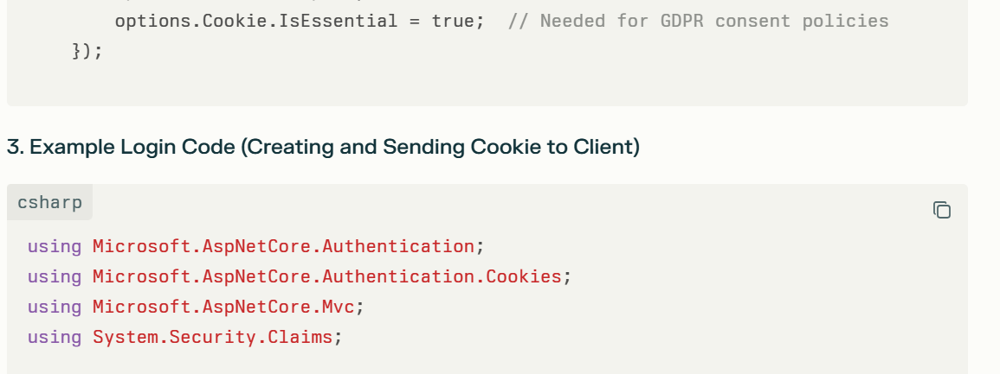 options.Cookie.IsEssential = true;  // Needed for GDPR consent policies
});
3. Example Login Code (Creating and Sending Cookie to Client)
csharp
using Microsoft.AspNetCore.Authentication;
using Microsoft.AspNetCore.Authentication.Cookies;
using Microsoft.AspNetCore.Mvc;
using System.Security.Claims;